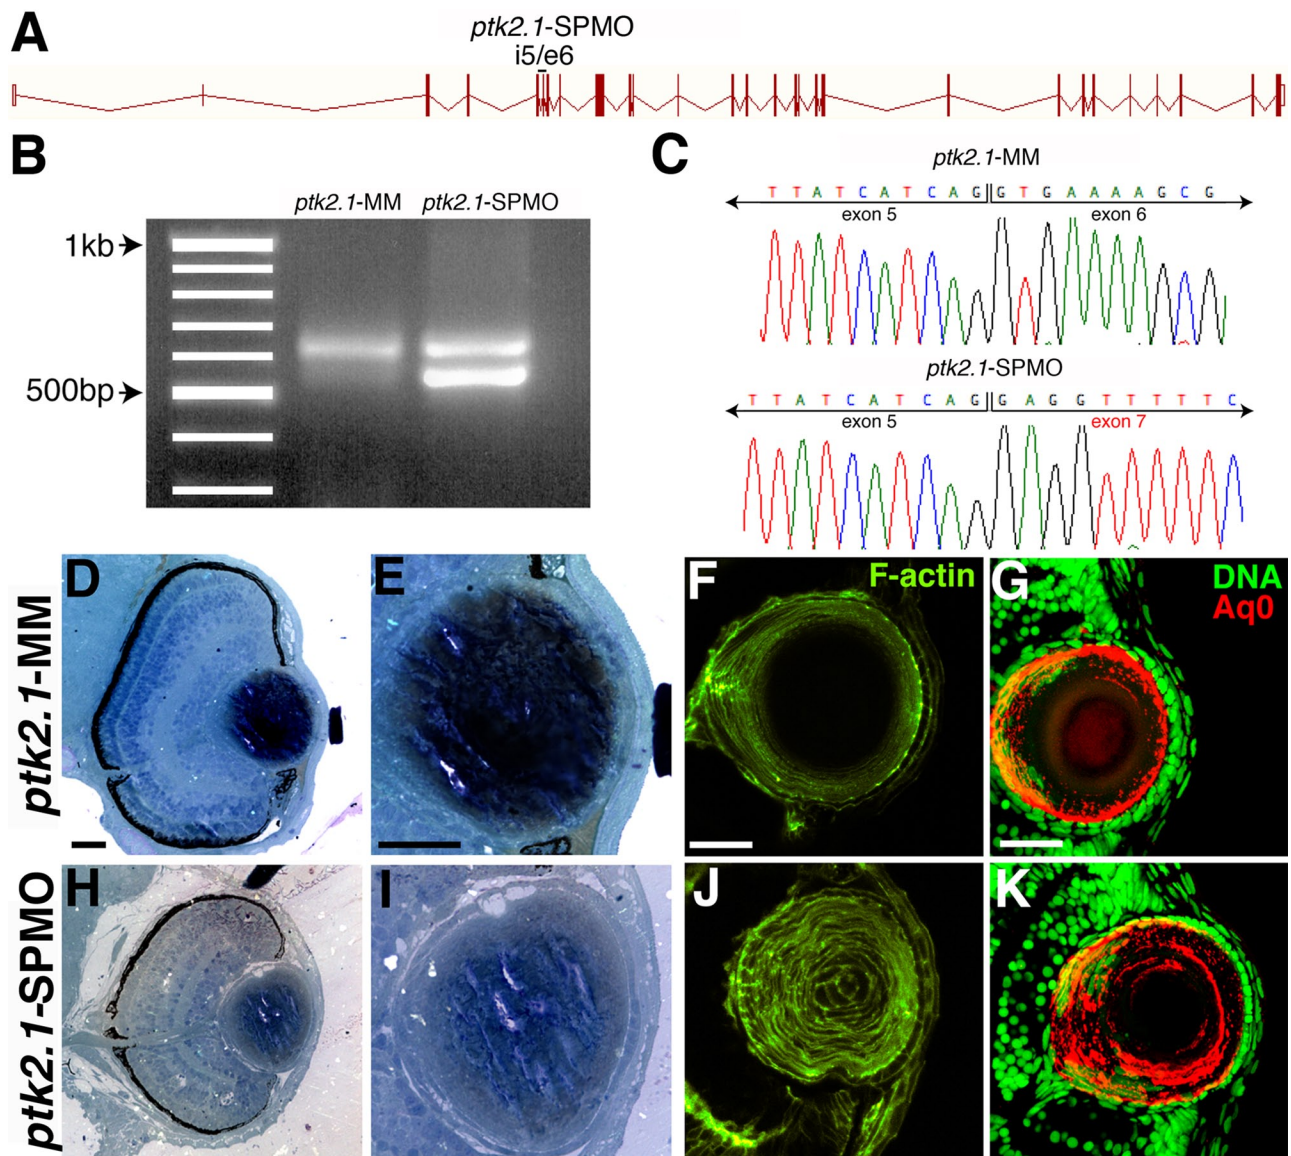 A
ptk2.1-SPMO
i5/e6
B
ptk2.1-MM ptk2.1-SPMO
1kb
500bp
C
ptk2.1-MM
T T A T C A T C A G G T G A A A A G C G
exon 5 exon 6
ptk2.1-SPMO
T T A T C A T C A G G A G G T T T T T C
exon 5 exon 7
ptk2.1-MM
D
E
F
F-actin
G
DNA
Aq0
ptk2.1-SPMO
H
I
J
K